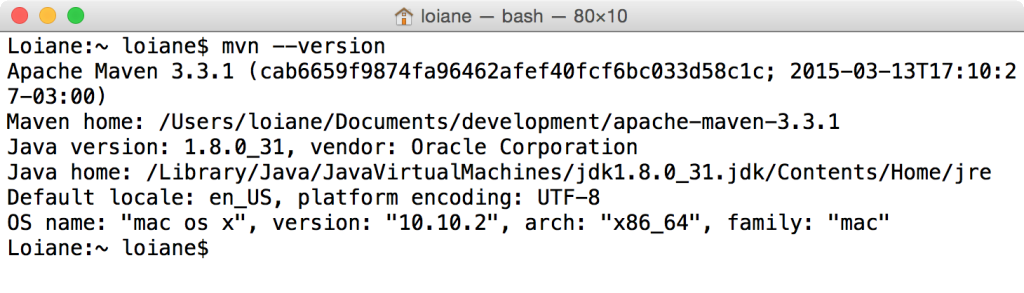 loiane — bash — 80×10
Loiane:~ loiane$ mvn --version
Apache Maven 3.3.1 (cab6659f9874fa96462afef40fcf6bc033d58c1c; 2015-03-13T17:10:2
7-03:00)
Maven home: /Users/loiane/Documents/development/apache-maven-3.3.1
Java version: 1.8.0_31, vendor: Oracle Corporation
Java home: /Library/Java/JavaVirtualMachines/jdk1.8.0_31.jdk/Contents/Home/jre
Default locale: en_US, platform encoding: UTF-8
OS name: "mac os x", version: "10.10.2", arch: "x86_64", family: "mac"
Loiane:~ loiane$